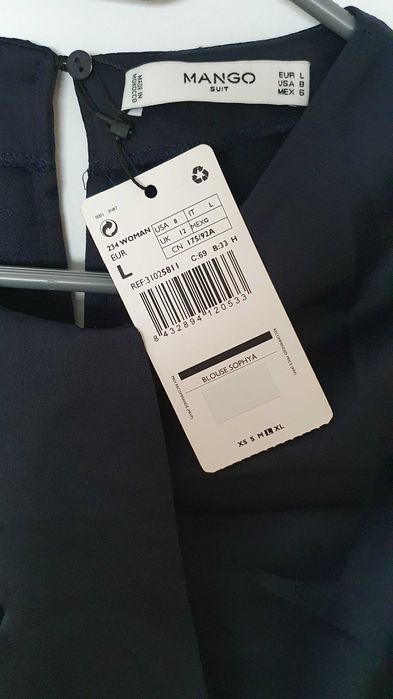 MANGO
SUIT
MADE IN
MOROCCO
EUR L
USA 8
MEX G
234 WOMAN
EUR
L
USA 8 IT L
UK 12 MEX G
CN 175/92A
REF:31025811 C:69 B:33 H
8 432894 120533
BLOUSE SOPHYA
XS S M L XL